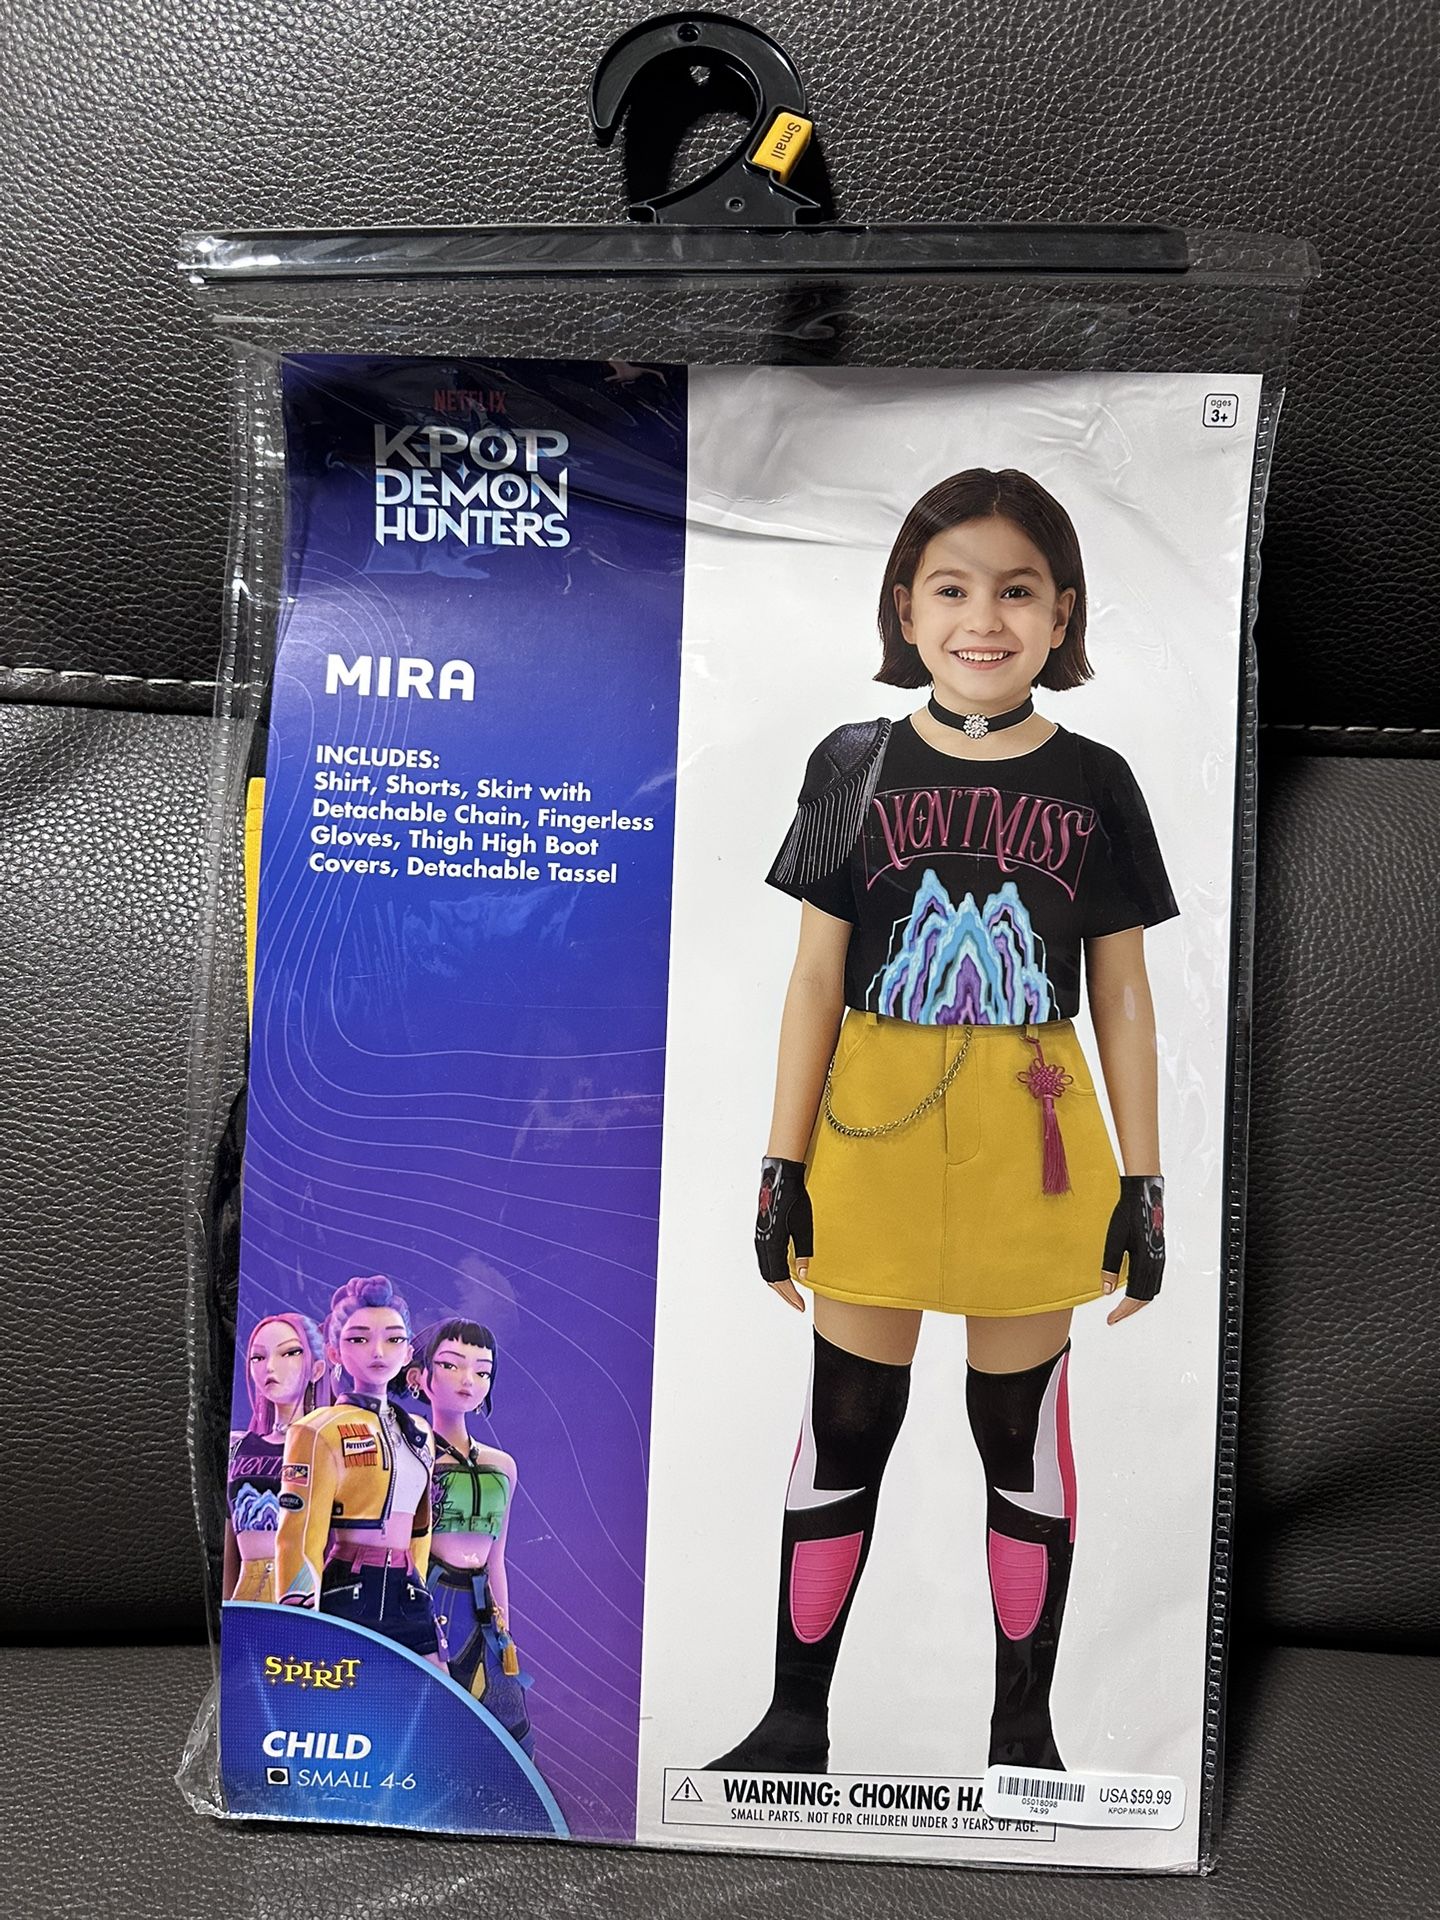 Small
ages
3+
NETFLIX
K-POP
DEMON
HUNTERS
MIRA
INCLUDES:
Shirt, Shorts, Skirt with
Detachable Chain, Fingerless
Gloves, Thigh High Boot
Covers, Detachable Tassel
WON'T MISS
WON'T
SPIRIT
CHILD
SMALL 4-6
WARNING: CHOKING HA
SMALL PARTS. NOT FOR CHILDREN UNDER 3 YEARS OF AGE.
05018098
74.99
USA$59.99
KPOP MIRA SM